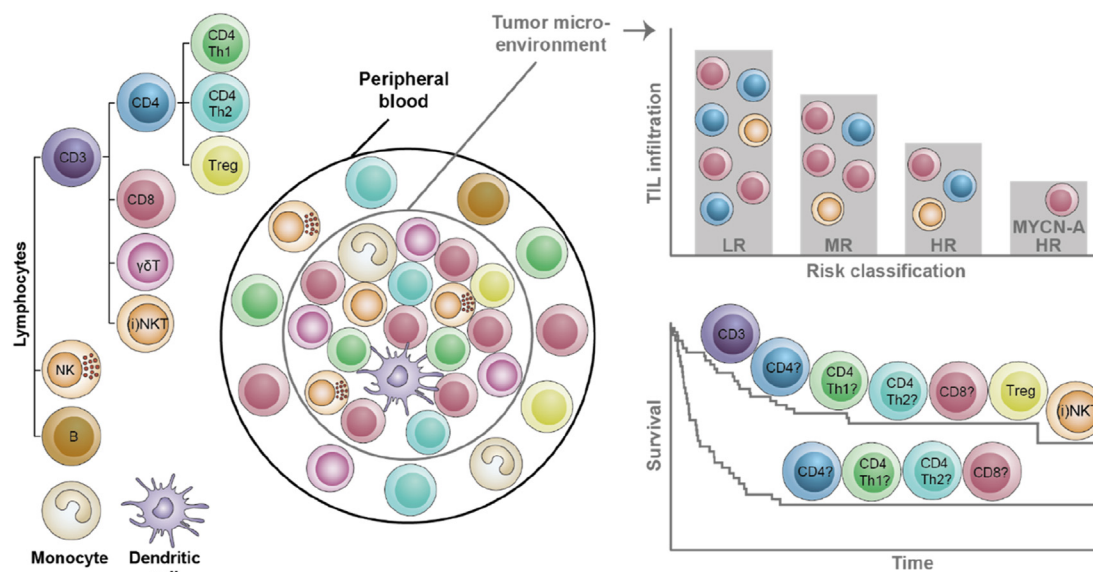 Lymphocytes
CD3
CD4
CD4
Th1
CD4
Th2
Treg
CD8
γδT
(i)NKT
NK
B
Monocyte
Dendritic
Peripheral
blood
Tumor micro-
environment
TIL infiltration
LR
MR
HR
MYCN-A
HR
Risk classification
Survival
CD3
CD4?
CD4
Th1?
CD4
Th2?
CD8?
Treg
(i)NKT
CD4?
CD4
Th1?
CD4
Th2?
CD8?
Time